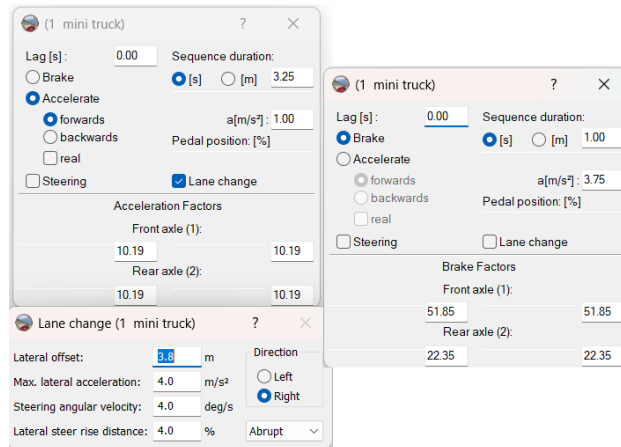 (1 mini truck) ? ×
Lag [s] : 0.00 Sequence duration:
Brake [s] [m] 3.25
Accelerate
forwards a[m/s²] : 1.00
backwards Pedal position: [%]
real
Steering Lane change
Acceleration Factors
Front axle (1):
10.19 10.19
Rear axle (2):
10.19 10.19
(1 mini truck) ? ×
Lag [s] : 0.00 Sequence duration:
Brake [s] [m] 1.00
Accelerate
forwards a[m/s²] : 3.75
backwards Pedal position: [%]
real
Steering Lane change
Brake Factors
Front axle (1):
51.85 51.85
Rear axle (2):
22.35 22.35
Lane change (1 mini truck) ? ×
Lateral offset: 3.8 m Direction
Max. lateral acceleration: 4.0 m/s² Left
Right
Steering angular velocity: 4.0 deg/s
Lateral steer rise distance: 4.0 % Abrupt